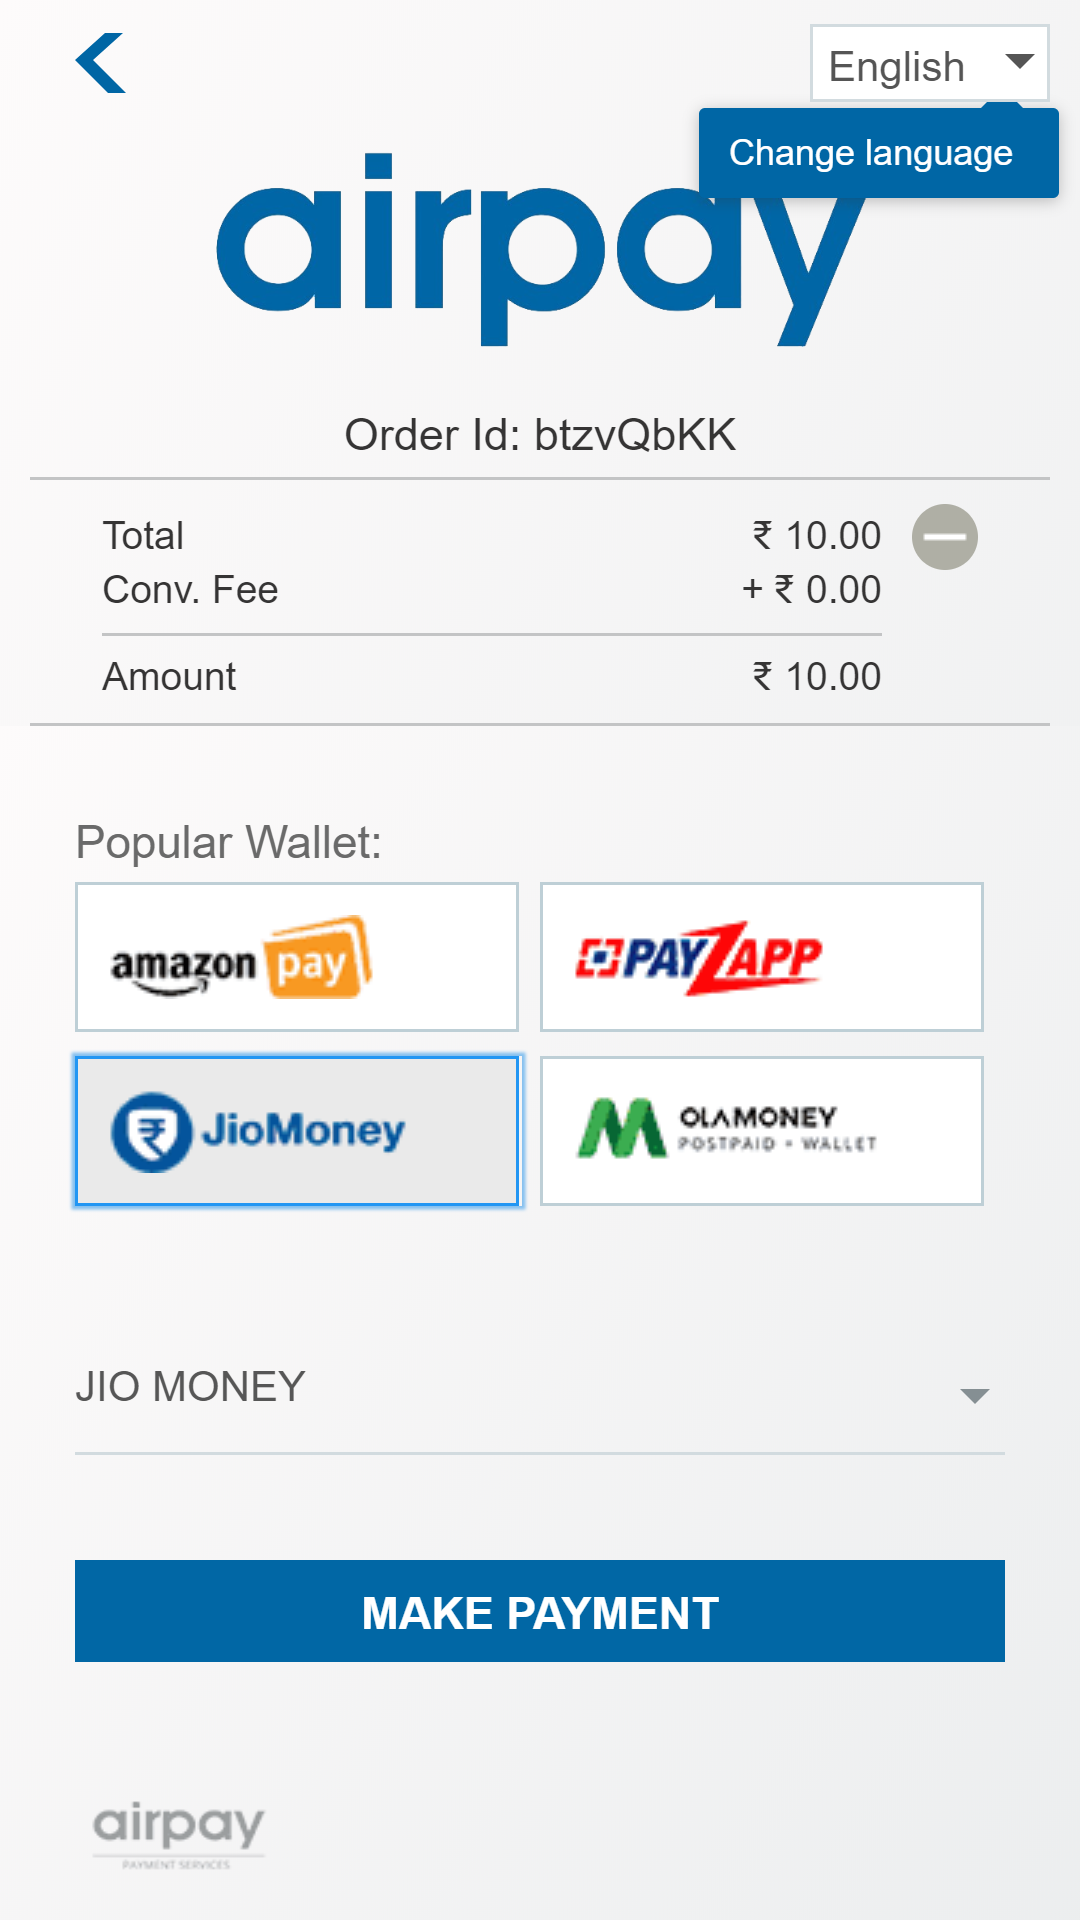 English
Change language
airpay
Order Id: btzvQbKK
Total ₹ 10.00
Conv. Fee + ₹ 0.00
Amount ₹ 10.00
Popular Wallet:
amazon pay
PAYZAPP
JioMoney
OLAMONEY
POSTPAID • WALLET
JIO MONEY
MAKE PAYMENT
airpay
PAYMENT SERVICES